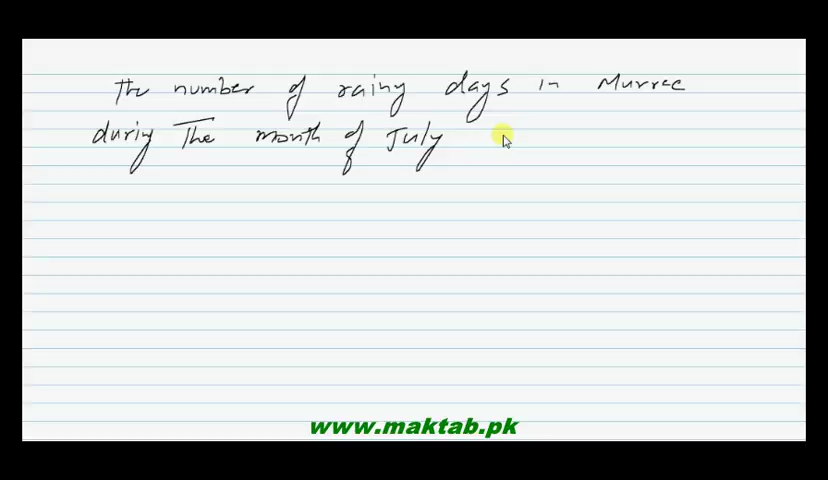 The number of rainy days in Murree
during The month of July
www.maktab.pk